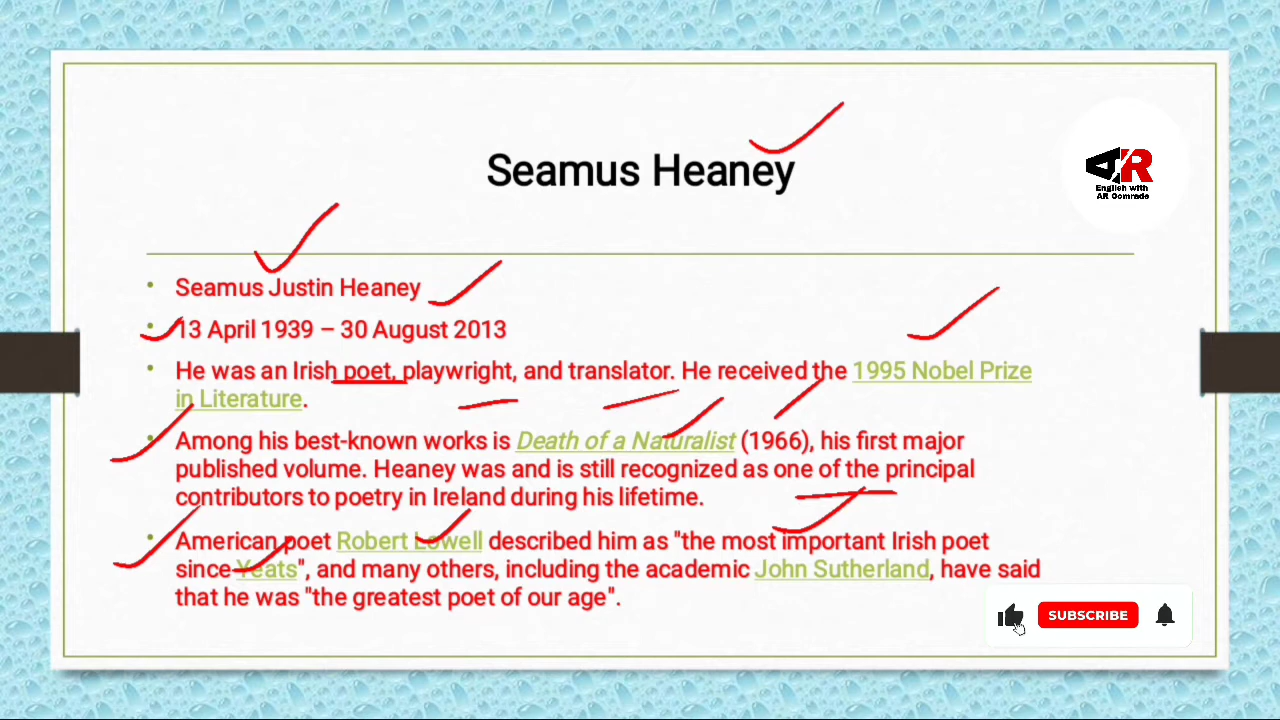 Seamus Heaney
AR
English with
AR Comrade
Seamus Justin Heaney
13 April 1939 – 30 August 2013
He was an Irish poet, playwright, and translator. He received the 1995 Nobel Prize
in Literature.
Among his best-known works is Death of a Naturalist (1966), his first major
published volume. Heaney was and is still recognized as one of the principal
contributors to poetry in Ireland during his lifetime.
American poet Robert Lowell described him as "the most important Irish poet
since Yeats", and many others, including the academic John Sutherland, have said
that he was "the greatest poet of our age".
SUBSCRIBE